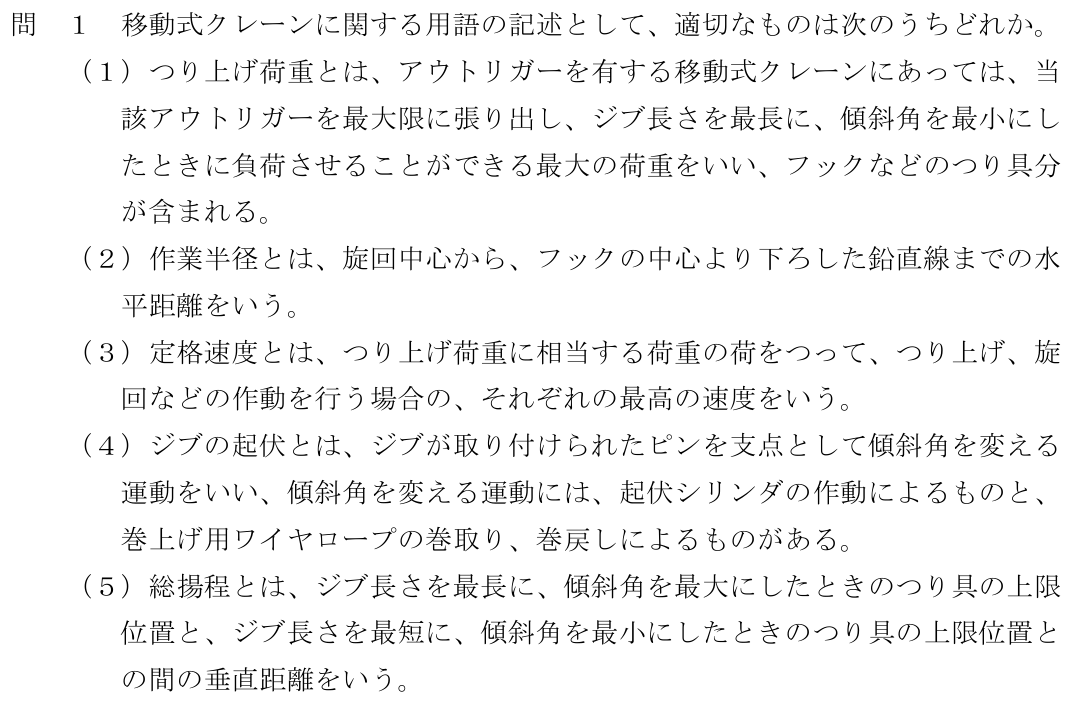 問　１　移動式クレーンに関する用語の記述として、適切なものは次のうちどれか。
（１）つり上げ荷重とは、アウトリガーを有する移動式クレーンにあっては、当
該アウトリガーを最大限に張り出し、ジブ長さを最長に、傾斜角を最小にし
たときに負荷させることができる最大の荷重をいい、フックなどのつり具分
が含まれる。
（２）作業半径とは、旋回中心から、フックの中心より下ろした鉛直線までの水
平距離をいう。
（３）定格速度とは、つり上げ荷重に相当する荷重の荷をつって、つり上げ、旋
回などの作動を行う場合の、それぞれの最高の速度をいう。
（４）ジブの起伏とは、ジブが取り付けられたピンを支点として傾斜角を変える
運動をいい、傾斜角を変える運動には、起伏シリンダの作動によるものと、
巻上げ用ワイヤロープの巻取り、巻戻しによるものがある。
（５）総揚程とは、ジブ長さを最長に、傾斜角を最大にしたときのつり具の上限
位置と、ジブ長さを最短に、傾斜角を最小にしたときのつり具の上限位置と
の間の垂直距離をいう。